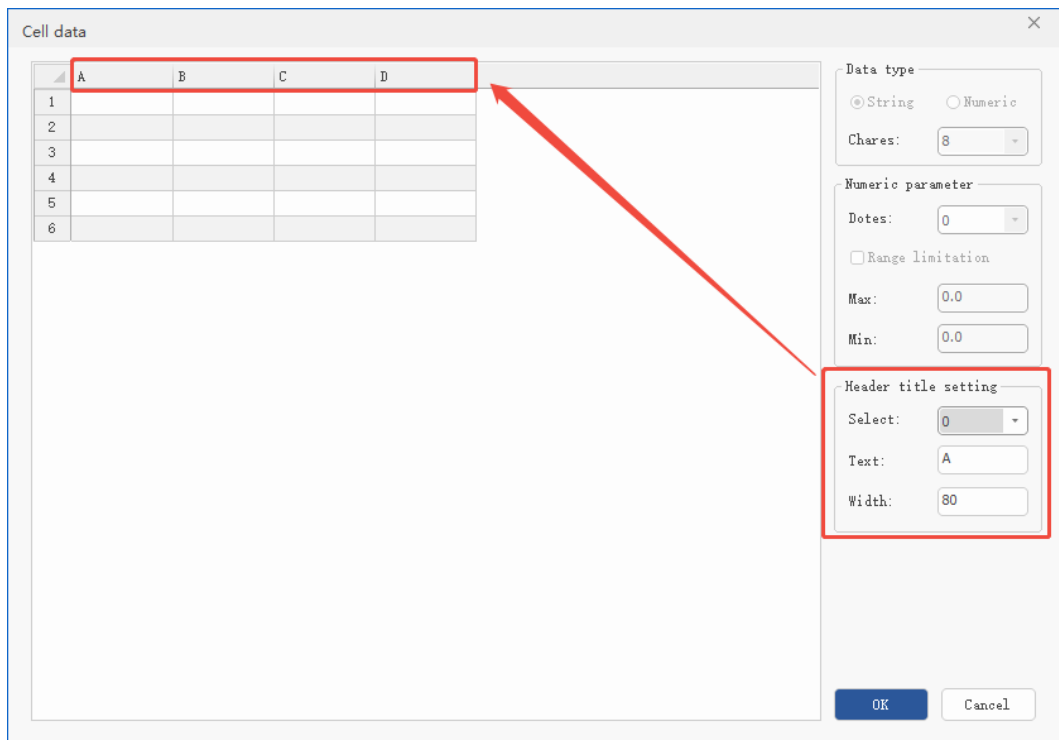 Cell data
A B C D
1
2
3
4
5
6
Data type
String Numeric
Chares: 8
Numeric parameter
Dotes: 0
Range limitation
Max: 0.0
Min: 0.0
Header title setting
Select: 0
Text: A
Width: 80
OK Cancel